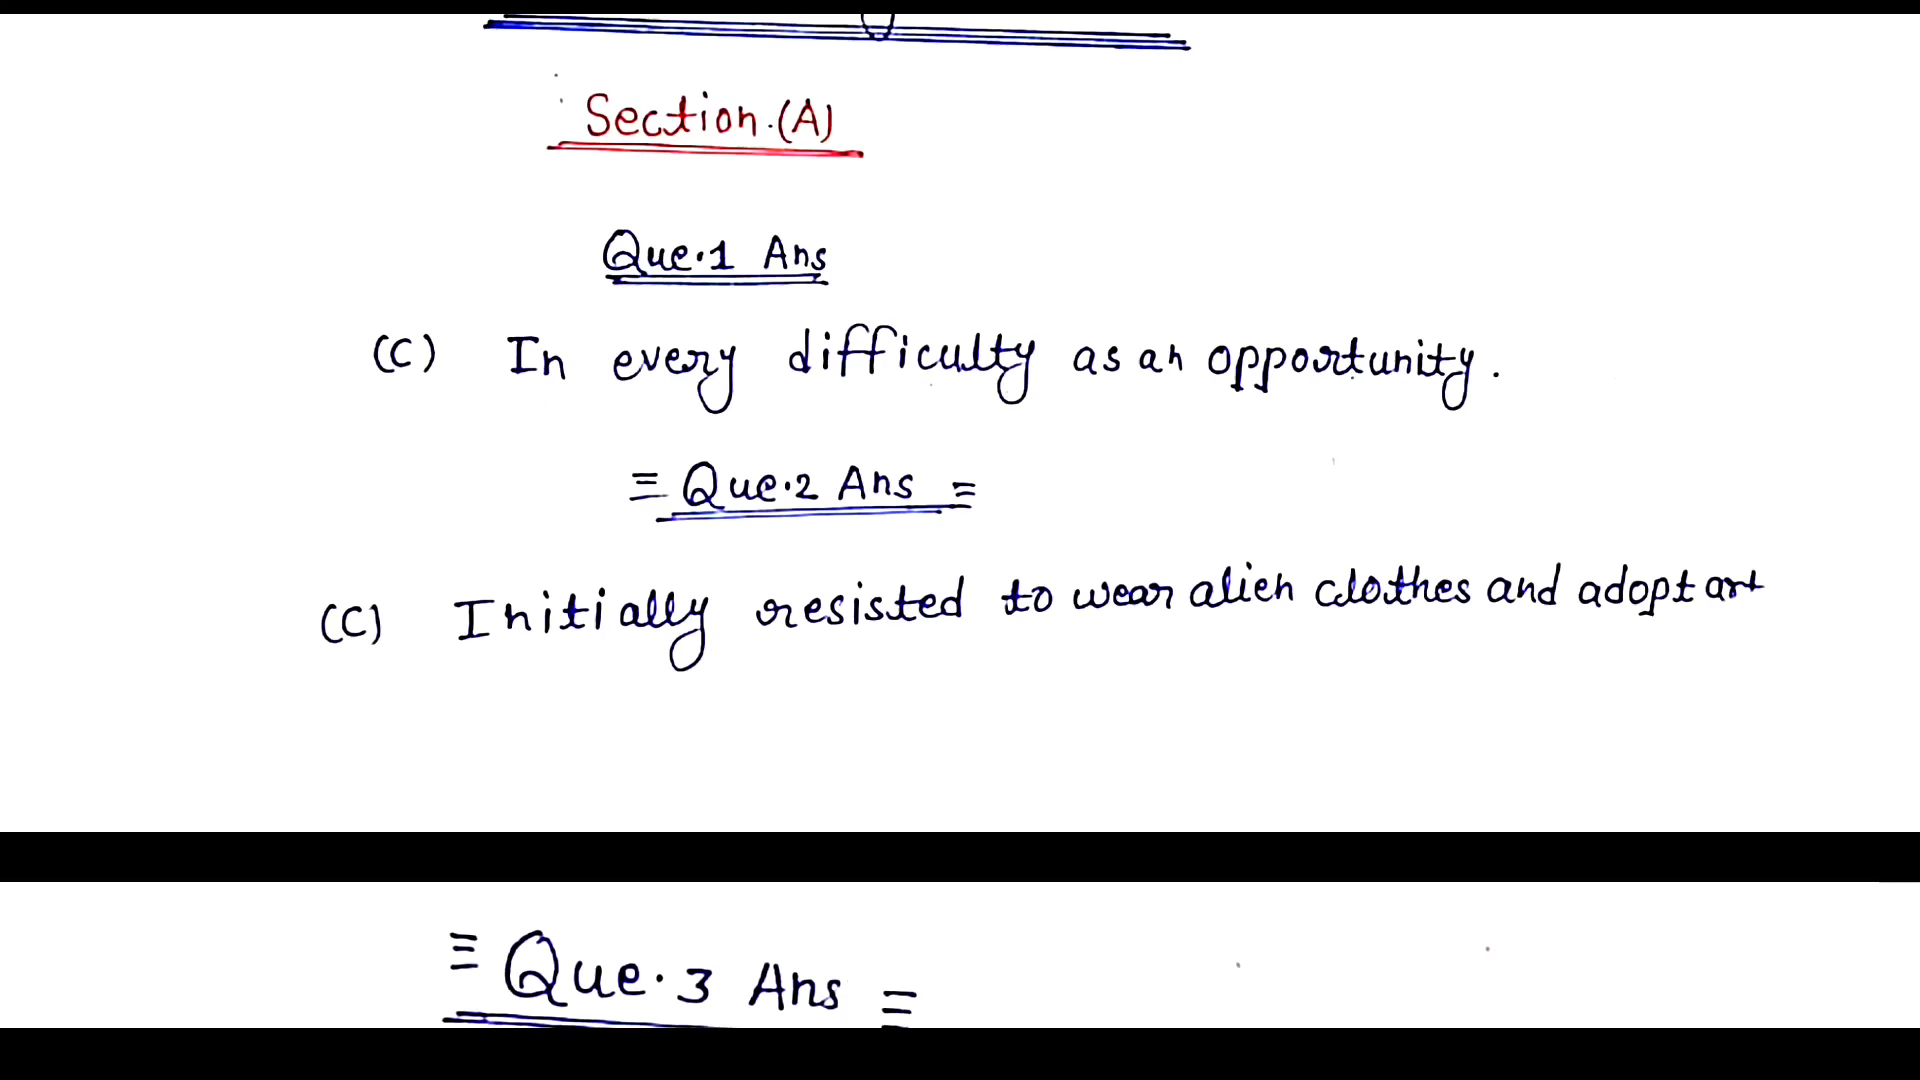 Section.(A)
Que.1 Ans
(C) In every difficulty as an opportunity.
= Que.2 Ans =
(C) Initially resisted to wear alien clothes and adopt art
= Que.3 Ans =